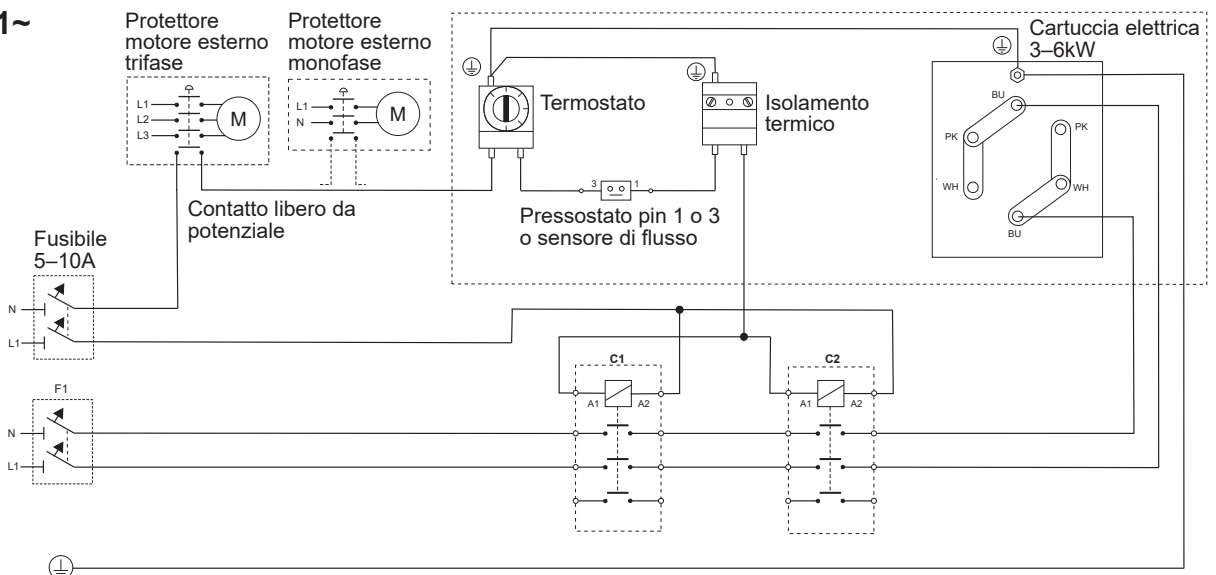 1~
Protettore
motore esterno
trifase
L1
L2
L3
M
Protettore
motore esterno
monofase
L1
N
M
Termostato
Isolamento
termico
Cartuccia elettrica
3–6kW
BU
PK
WH
PK
WH
BU
3
1
Pressostato pin 1 o 3
o sensore di flusso
Contatto libero da
potenziale
Fusibile
5–10A
N
L1
C1
A1
A2
C2
A1
A2
F1
N
L1